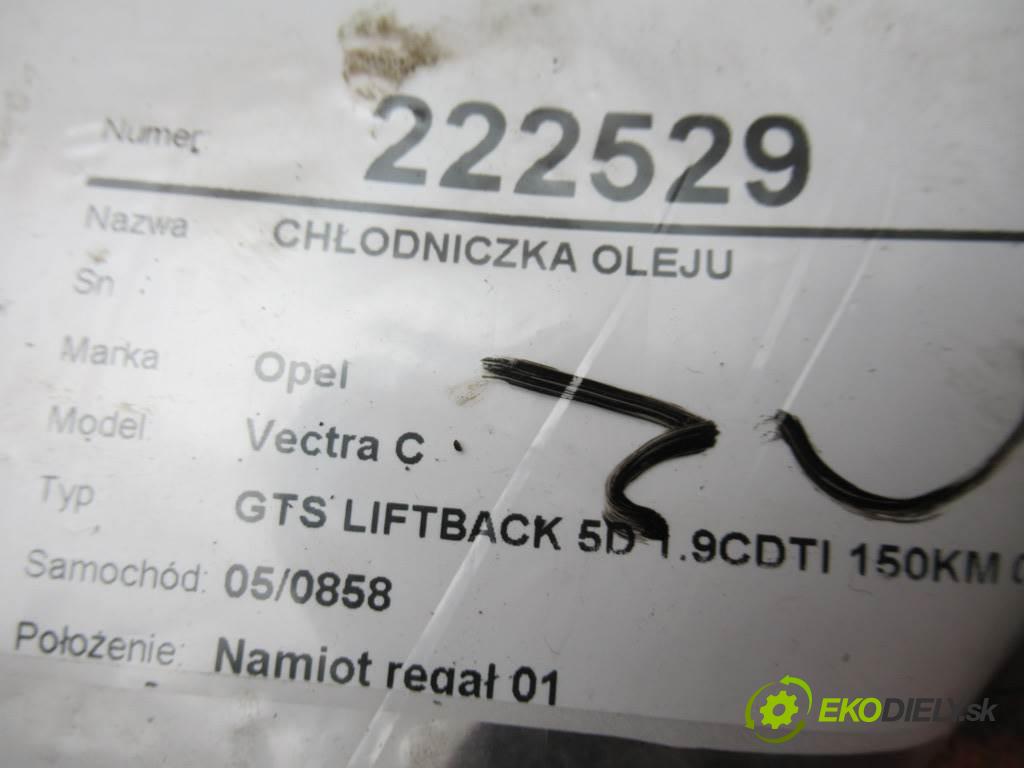 Numer: 222529
Nazwa CHŁODNICZKA OLEJU
Sn :
Marka Opel
Model: Vectra C
Typ GTS LIFTBACK 5D 1.9CDTI 150KM
Samochód: 05/0858
Położenie: Namiot regał 01
EKODIELY.sk